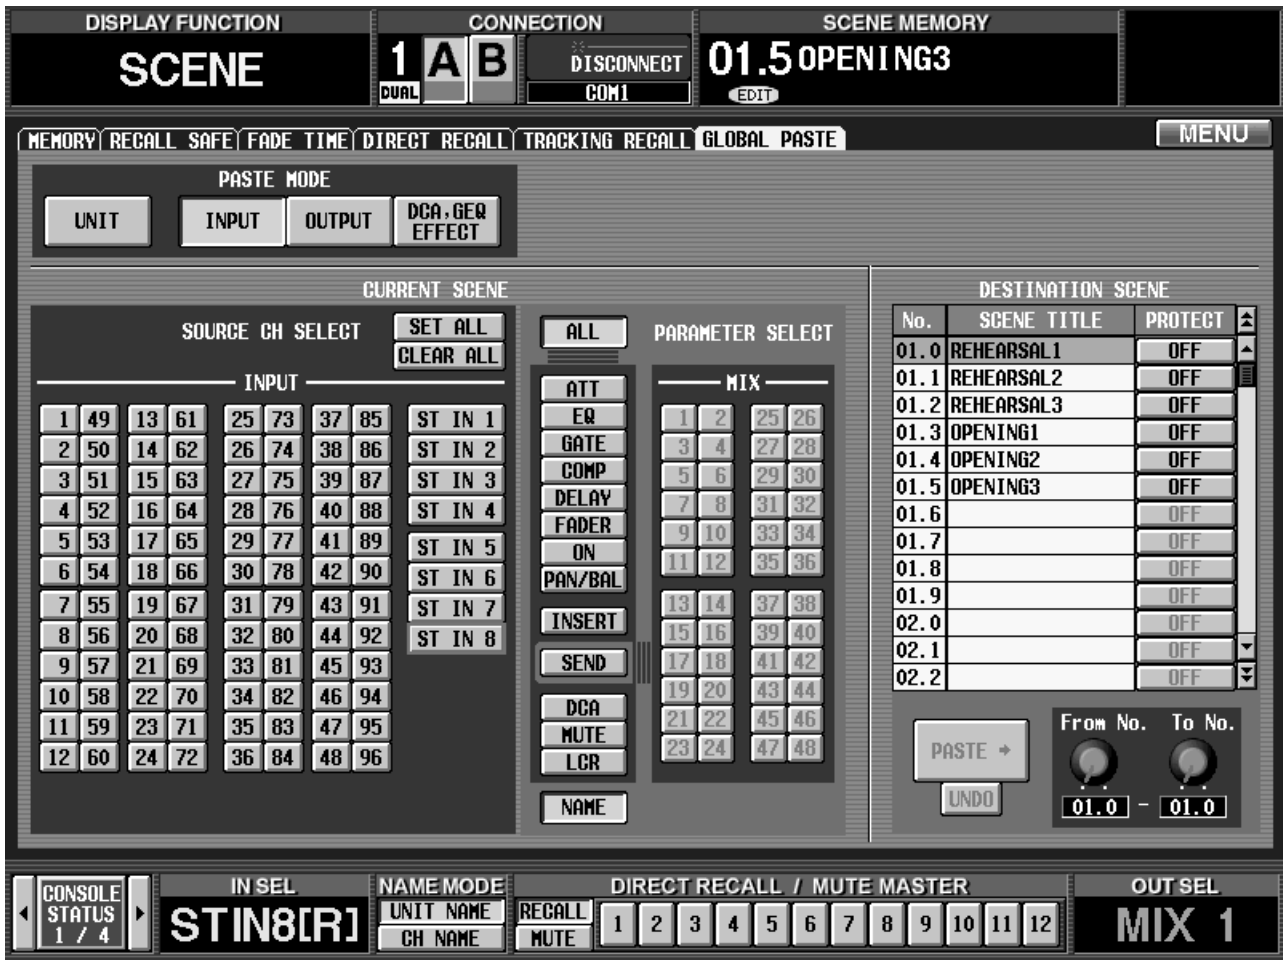 DISPLAY FUNCTION
SCENE
CONNECTION
1 A B
DUAL
DISCONNECT
COM1
SCENE MEMORY
01.5 OPENING3
EDIT
MEMORY RECALL SAFE FADE TIME DIRECT RECALL TRACKING RECALL GLOBAL PASTE
MENU
PASTE MODE
UNIT INPUT OUTPUT DCA,GEQ EFFECT
CURRENT SCENE
SOURCE CH SELECT
SET ALL
CLEAR ALL
INPUT
1 49 13 61 25 73 37 85 ST IN 1
2 50 14 62 26 74 38 86 ST IN 2
3 51 15 63 27 75 39 87 ST IN 3
4 52 16 64 28 76 40 88 ST IN 4
5 53 17 65 29 77 41 89 ST IN 5
6 54 18 66 30 78 42 90 ST IN 6
7 55 19 67 31 79 43 91 ST IN 7
8 56 20 68 32 80 44 92 ST IN 8
9 57 21 69 33 81 45 93
10 58 22 70 34 82 46 94
11 59 23 71 35 83 47 95
12 60 24 72 36 84 48 96
ALL
PARAMETER SELECT
ATT
EQ
GATE
COMP
DELAY
FADER
ON
PAN/BAL
INSERT
SEND
DCA
MUTE
LCR
NAME
MIX
1 2 25 26
3 4 27 28
5 6 29 30
7 8 31 32
9 10 33 34
11 12 35 36
13 14 37 38
15 16 39 40
17 18 41 42
19 20 43 44
21 22 45 46
23 24 47 48
DESTINATION SCENE
No. SCENE TITLE PROTECT
01.0 REHEARSAL1 OFF
01.1 REHEARSAL2 OFF
01.2 REHEARSAL3 OFF
01.3 OPENING1 OFF
01.4 OPENING2 OFF
01.5 OPENING3 OFF
01.6 OFF
01.7 OFF
01.8 OFF
01.9 OFF
02.0 OFF
02.1 OFF
02.2 OFF
PASTE
UNDO
From No. To No.
01.0 - 01.0
CONSOLE
STATUS
1 / 4
IN SEL
STIN8[R]
NAME MODE
UNIT NAME
CH NAME
DIRECT RECALL / MUTE MASTER
RECALL
MUTE
1 2 3 4 5 6 7 8 9 10 11 12
OUT SEL
MIX 1